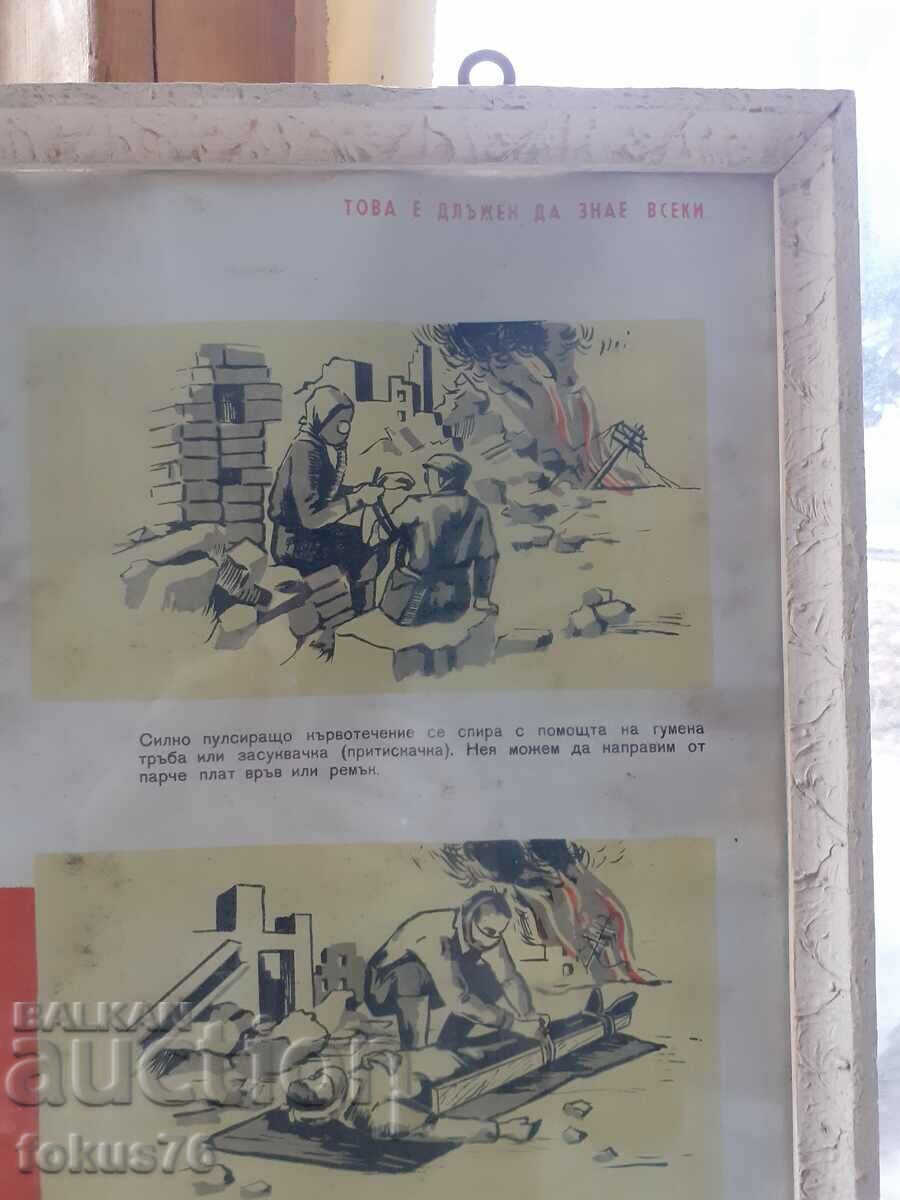 ТОВА Е ДЛЪЖЕН ДА ЗНАЕ ВСЕКИ
Силно пулсиращо кървотечение се спира с помощта на гумена
тръба или засуквачка (притискачка). Нея можем да направим от
парче плат връв или ремък.
BALKAN
auction
fokus76